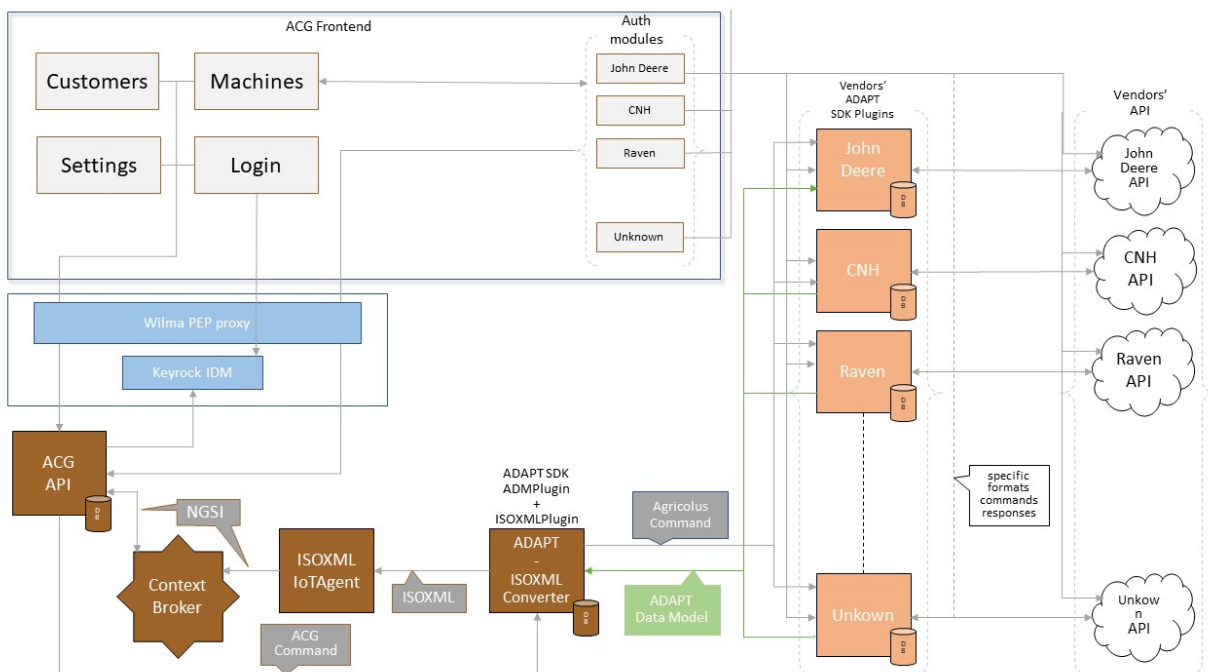 ACG Frontend
Customers
Machines
Settings
Login
Auth
modules
John Deere
CNH
Raven
Unknown
Wilma PEP proxy
Keyrock IDM
ACG
API
DB
NGSI
Context
Broker
ISOXML
IoTAgent
ISOXML
ACG
Command
ADAPT SDK
ADMPlugin
+
ISOXMLPlugin
ADAPT
-
ISOXML
Converter
DB
Agricolus
Command
ADAPT
Data Model
Vendors'
ADAPT
SDK Plugins
John
Deere
DB
CNH
DB
Raven
DB
Unkown
DB
specific
formats
commands
responses
Vendors'
API
John
Deere
API
CNH
API
Raven
API
Unkow
n
API